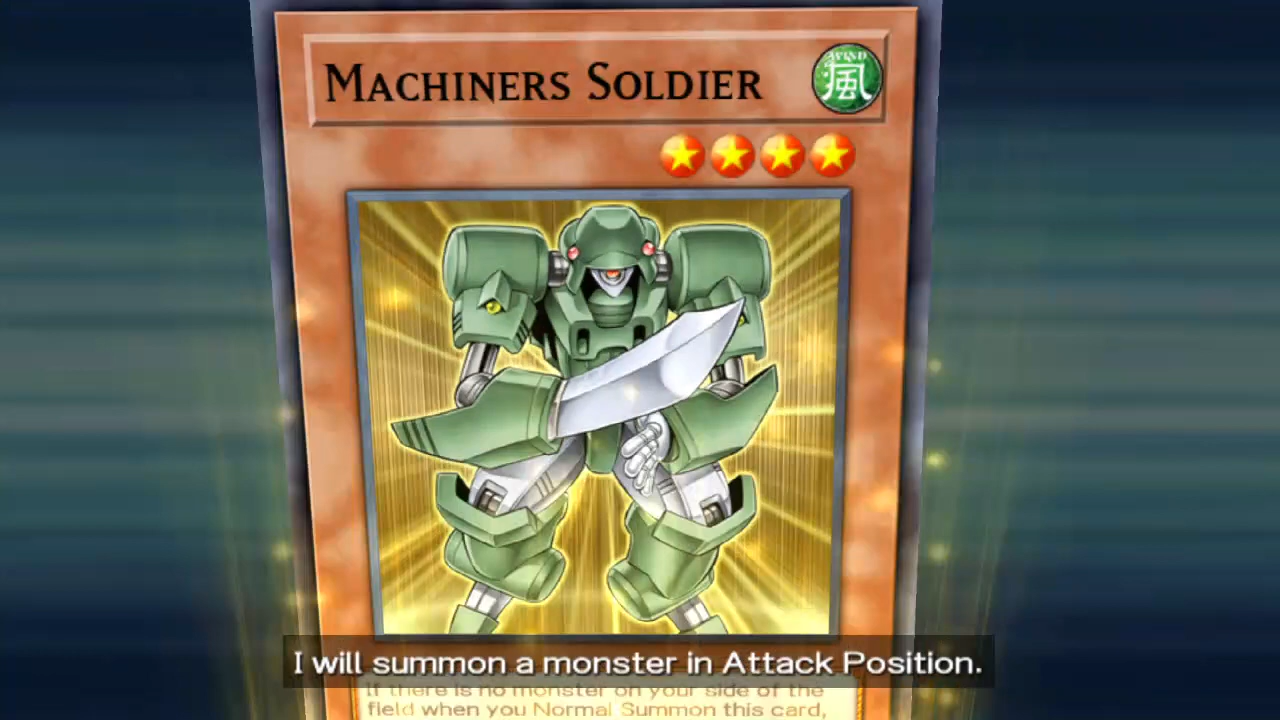 MACHINERS SOLDIER
WIND
風
I will summon a monster in Attack Position.
If there is no monster on your side of the
field when you Normal Summon this card,